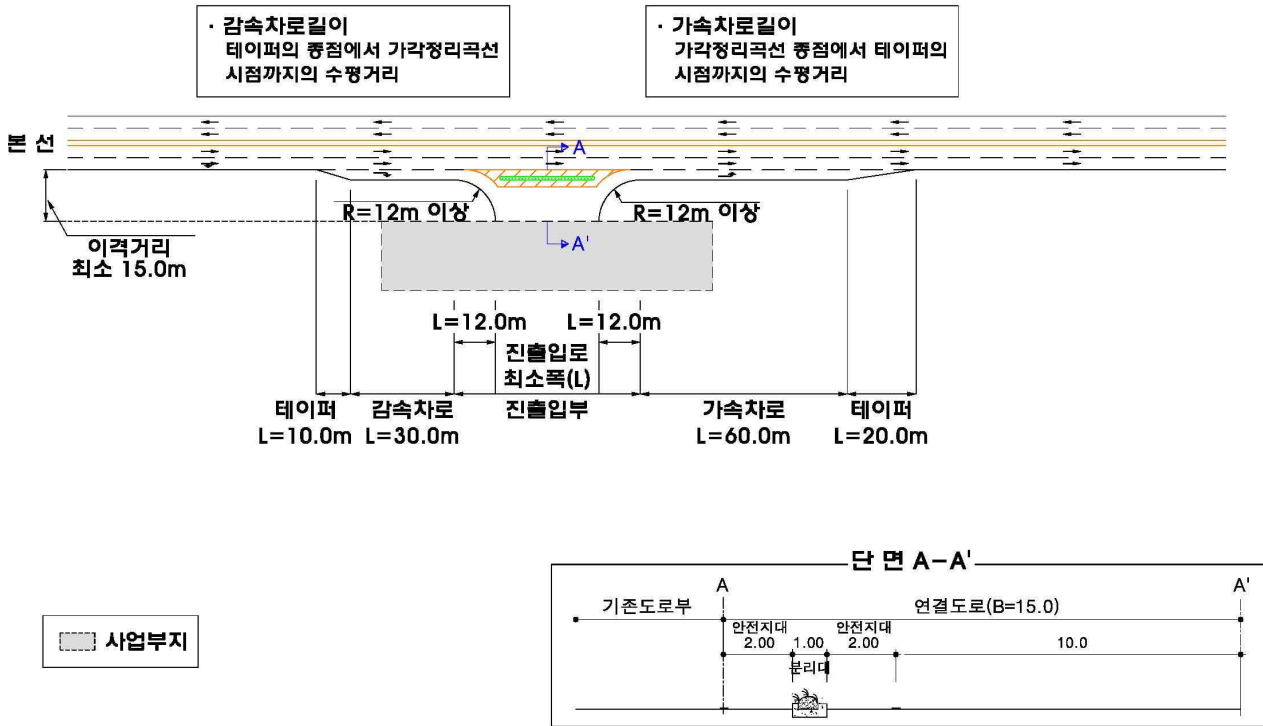 · 감속차로길이
테이퍼의 종점에서 가각정리곡선
시점까지의 수평거리
· 가속차로길이
가각정리곡선 종점에서 테이퍼의
시점까지의 수평거리
본 선
A
R=12m 이상
R=12m 이상
A'
이격거리
최소 15.0m
L=12.0m
L=12.0m
진출입로
최소폭(L)
테이퍼
L=10.0m
감속차로
L=30.0m
진출입부
가속차로
L=60.0m
테이퍼
L=20.0m
사업부지
단 면 A-A'
A
A'
기존도로부
연결도로(B=15.0)
안전지대
2.00
1.00
분리대
안전지대
2.00
10.0